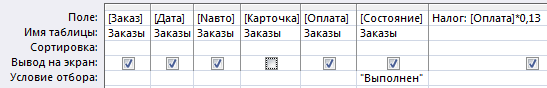 Поле: [Заказ] [Дата] [Nавто] [Карточка] [Оплата] [Состояние] Налог: [Оплата]*0,13
Имя таблицы: Заказы Заказы Заказы Заказы Заказы Заказы
Сортировка:
Вывод на экран:
Условие отбора: "Выполнен"